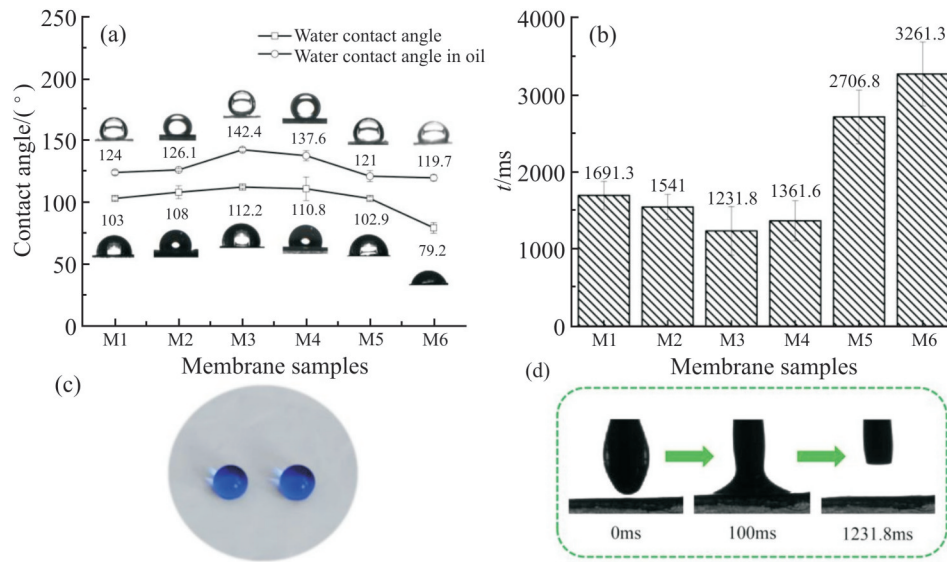 (a)
Water contact angle
Water contact angle in oil
Contact angle/(°)
250
200
150
100
50
0
124
126.1
142.4
137.6
121
119.7
103
108
112.2
110.8
102.9
79.2
M1 M2 M3 M4 M5 M6
Membrane samples
(b)
t/ms
4000
3000
2000
1000
0
1691.3
1541
1231.8
1361.6
2706.8
3261.3
M1 M2 M3 M4 M5 M6
Membrane samples
(c)
(d)
0ms
100ms
1231.8ms